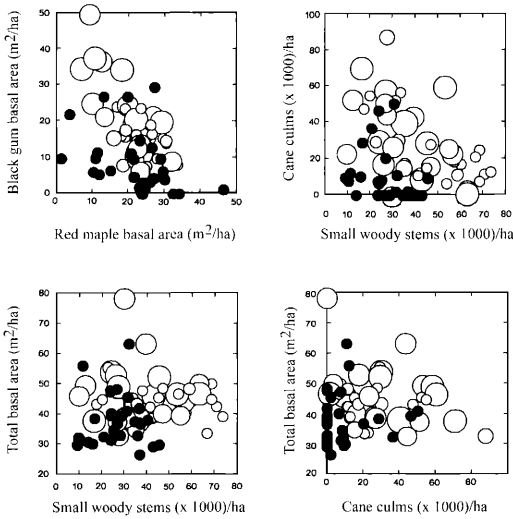 50
40
30
20
10
0
0 10 20 30 40 50
Black gum basal area (m2/ha)
Red maple basal area (m2/ha)
100
80
60
40
20
0
0 10 20 30 40 50 60 70 80
Cane culms (x 1000)/ha
Small woody stems (x 1000)/ha
80
70
60
50
40
30
20
0 10 20 30 40 50 60 70 80
Total basal area (m2/ha)
Small woody stems (x 1000)/ha
80
70
60
50
40
30
20
0 20 40 60 80 100
Total basal area (m2/ha)
Cane culms (x 1000)/ha